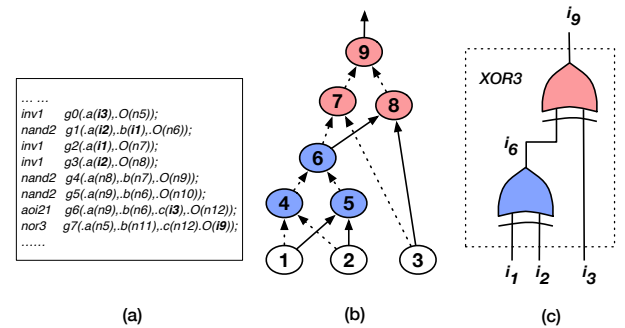 ... ...
inv1 g0(.a(i3),.O(n5));
nand2 g1(.a(i2),.b(i1),.O(n6));
inv1 g2(.a(i1),.O(n7));
inv1 g3(.a(i2),.O(n8));
nand2 g4(.a(n8),.b(n7),.O(n9));
nand2 g5(.a(n9),.b(n6),.O(n10));
aoi21 g6(.a(n9),.b(n6),.c(i3),.O(n12));
nor3 g7(.a(n5),.b(n11),.c(n12).O(i9));
......
(a)
9
7
8
6
4
5
1
2
3
(b)
i9
XOR3
i6
i1
i2
i3
(c)